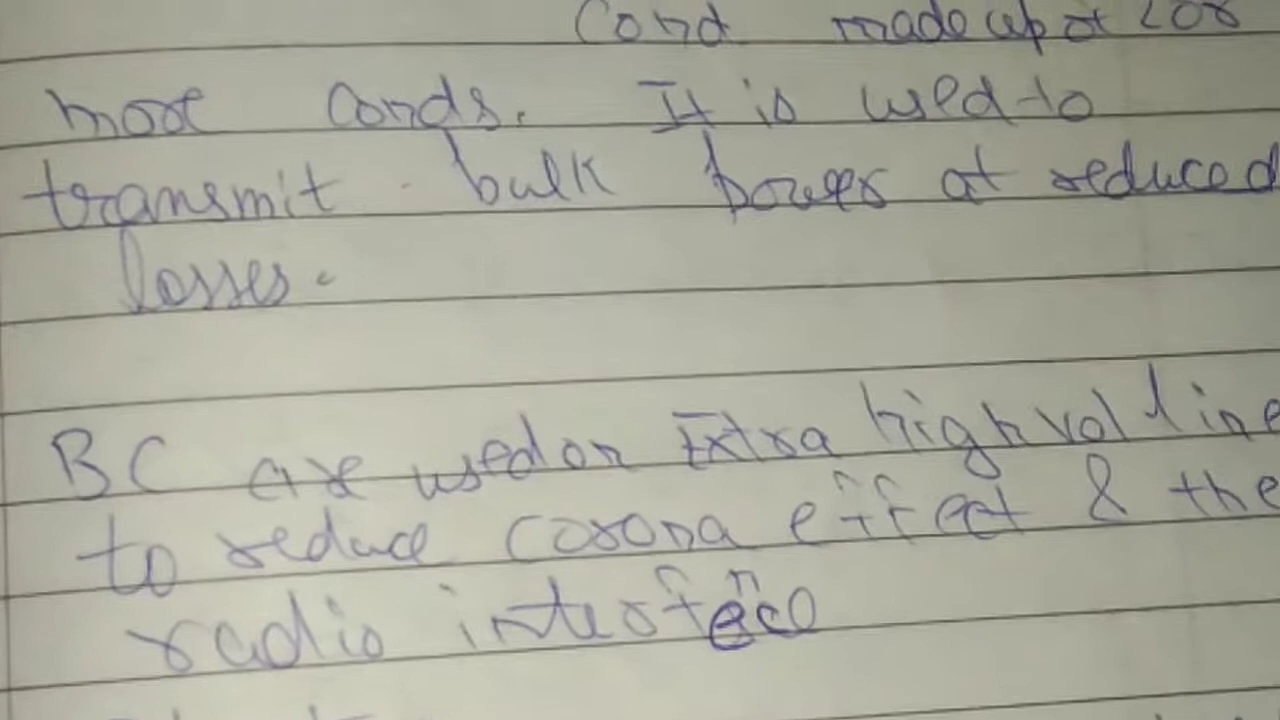 Cond made up of 2 or
more conds. It is used to
transmit bulk power at reduced
losses.
BC are used on Extra high vol line
to reduce corona effect & the
radio interfence